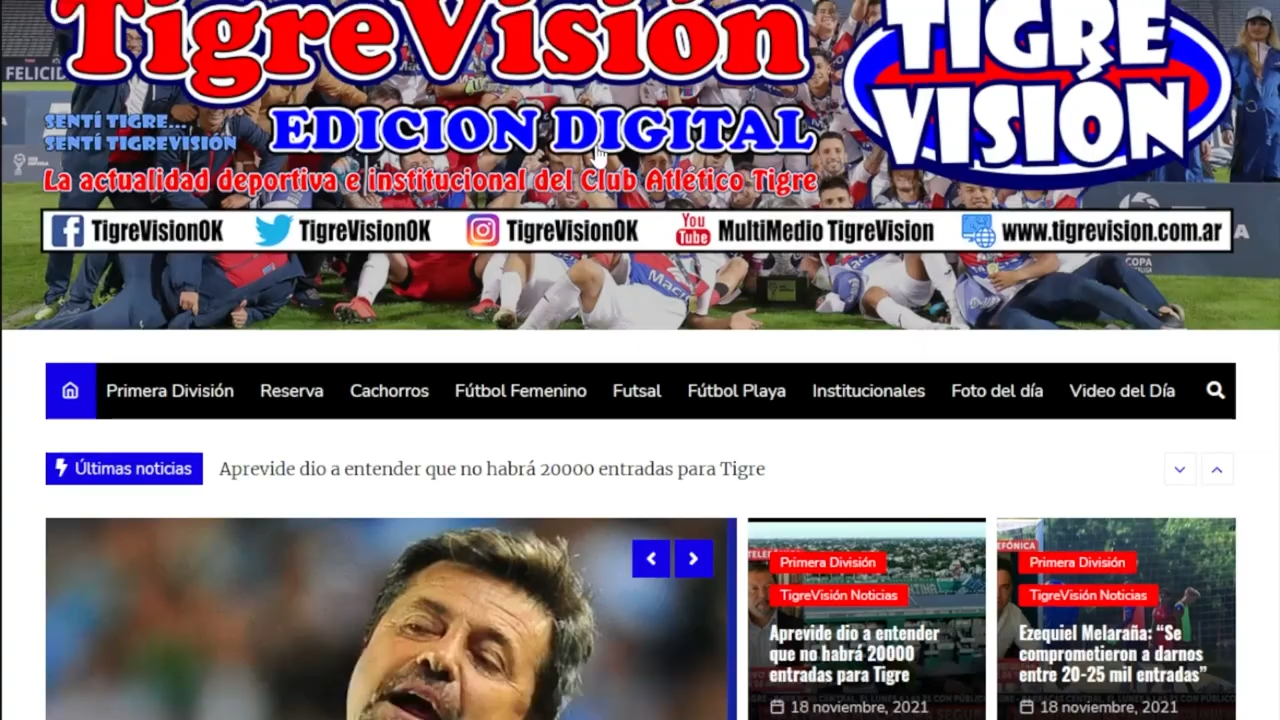 TigreVisión
TIGRE
VISIÓN
FELICID
SENTÍ TIGRE...
SENTÍ TIGREVISIÓN
EDICION DIGITAL
La actualidad deportiva e institucional del Club Atlético Tigre
TigreVisionOK
TigreVisionOK
TigreVisionOK
You
Tube
MultiMedio TigreVision
www.tigrevision.com.ar
COPA
Primera División
Reserva
Cachorros
Fútbol Femenino
Futsal
Fútbol Playa
Institucionales
Foto del día
Video del Día
Últimas noticias
Aprevide dio a entender que no habrá 20000 entradas para Tigre
Primera División
TigreVisión Noticias
Aprevide dio a entender
que no habrá 20000
entradas para Tigre
18 noviembre, 2021
EFÓNICA
Primera División
TigreVisión Noticias
Ezequiel Melaraña: “Se
comprometieron a darnos
entre 20-25 mil entradas”
18 noviembre, 2021